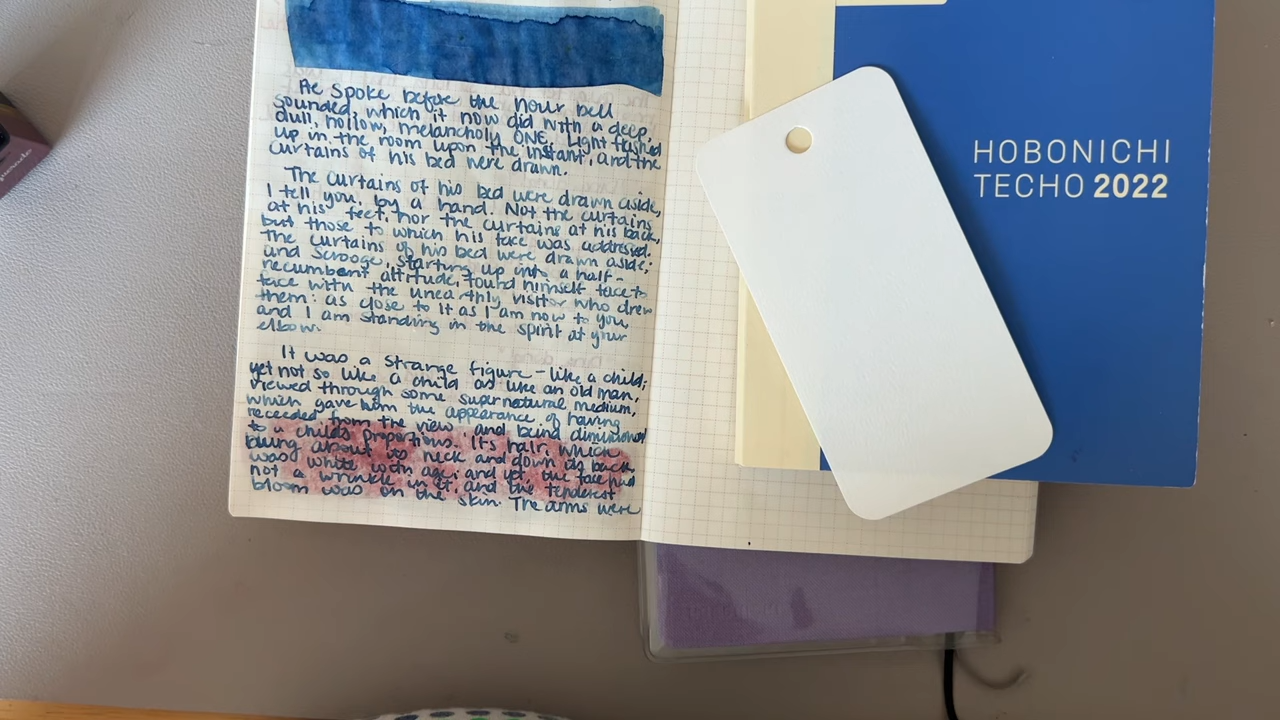 He spoke before the hour bell
sounded, which it now did with a deep,
dull, hollow, melancholy ONE. Light flashed
up in the room upon the instant, and the
curtains of his bed were drawn.
The curtains of his bed were drawn aside,
I tell you, by a hand. Not the curtains
at his feet, nor the curtains at his back,
but those to which his face was addressed.
The curtains of his bed were drawn aside;
and Scrooge, starting up into a half-
recumbent attitude, found himself face to
face with the unearthly visitor who drew
them: as close to it as I am now to you,
and I am standing in the spirit at your
elbow.
It was a strange figure - like a child;
yet not so like a child as like an old man,
viewed through some supernatural medium,
which gave him the appearance of having
receeded from the view and being diminished
to a child's proportions. Its hair, which
hung about its neck and down its back,
was white with age; and yet, the face had
not a wrinkle in it, and the tenderest
bloom was on the skin. The arms were
HOBONICHI
TECHO 2022